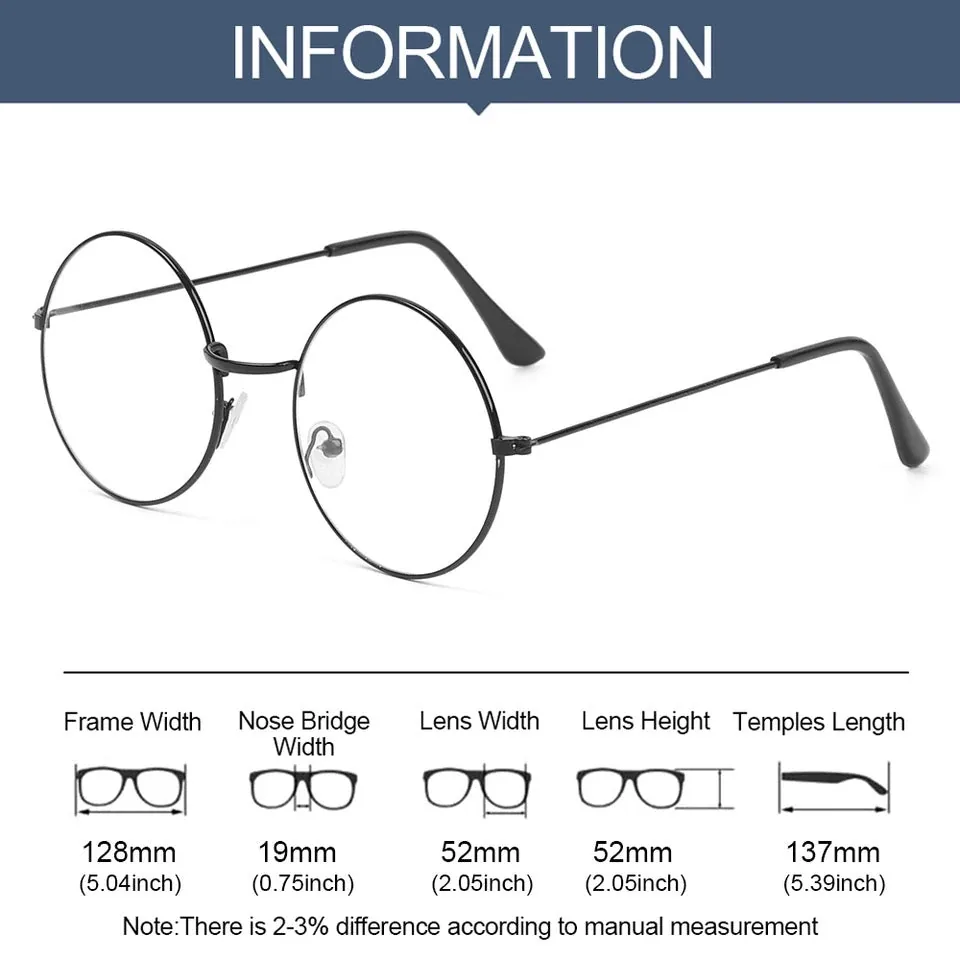 INFORMATION
Frame Width
Nose Bridge
Width
Lens Width
Lens Height
Temples Length
128mm
(5.04inch)
19mm
(0.75inch)
52mm
(2.05inch)
52mm
(2.05inch)
137mm
(5.39inch)
Note:There is 2-3% difference according to manual measurement